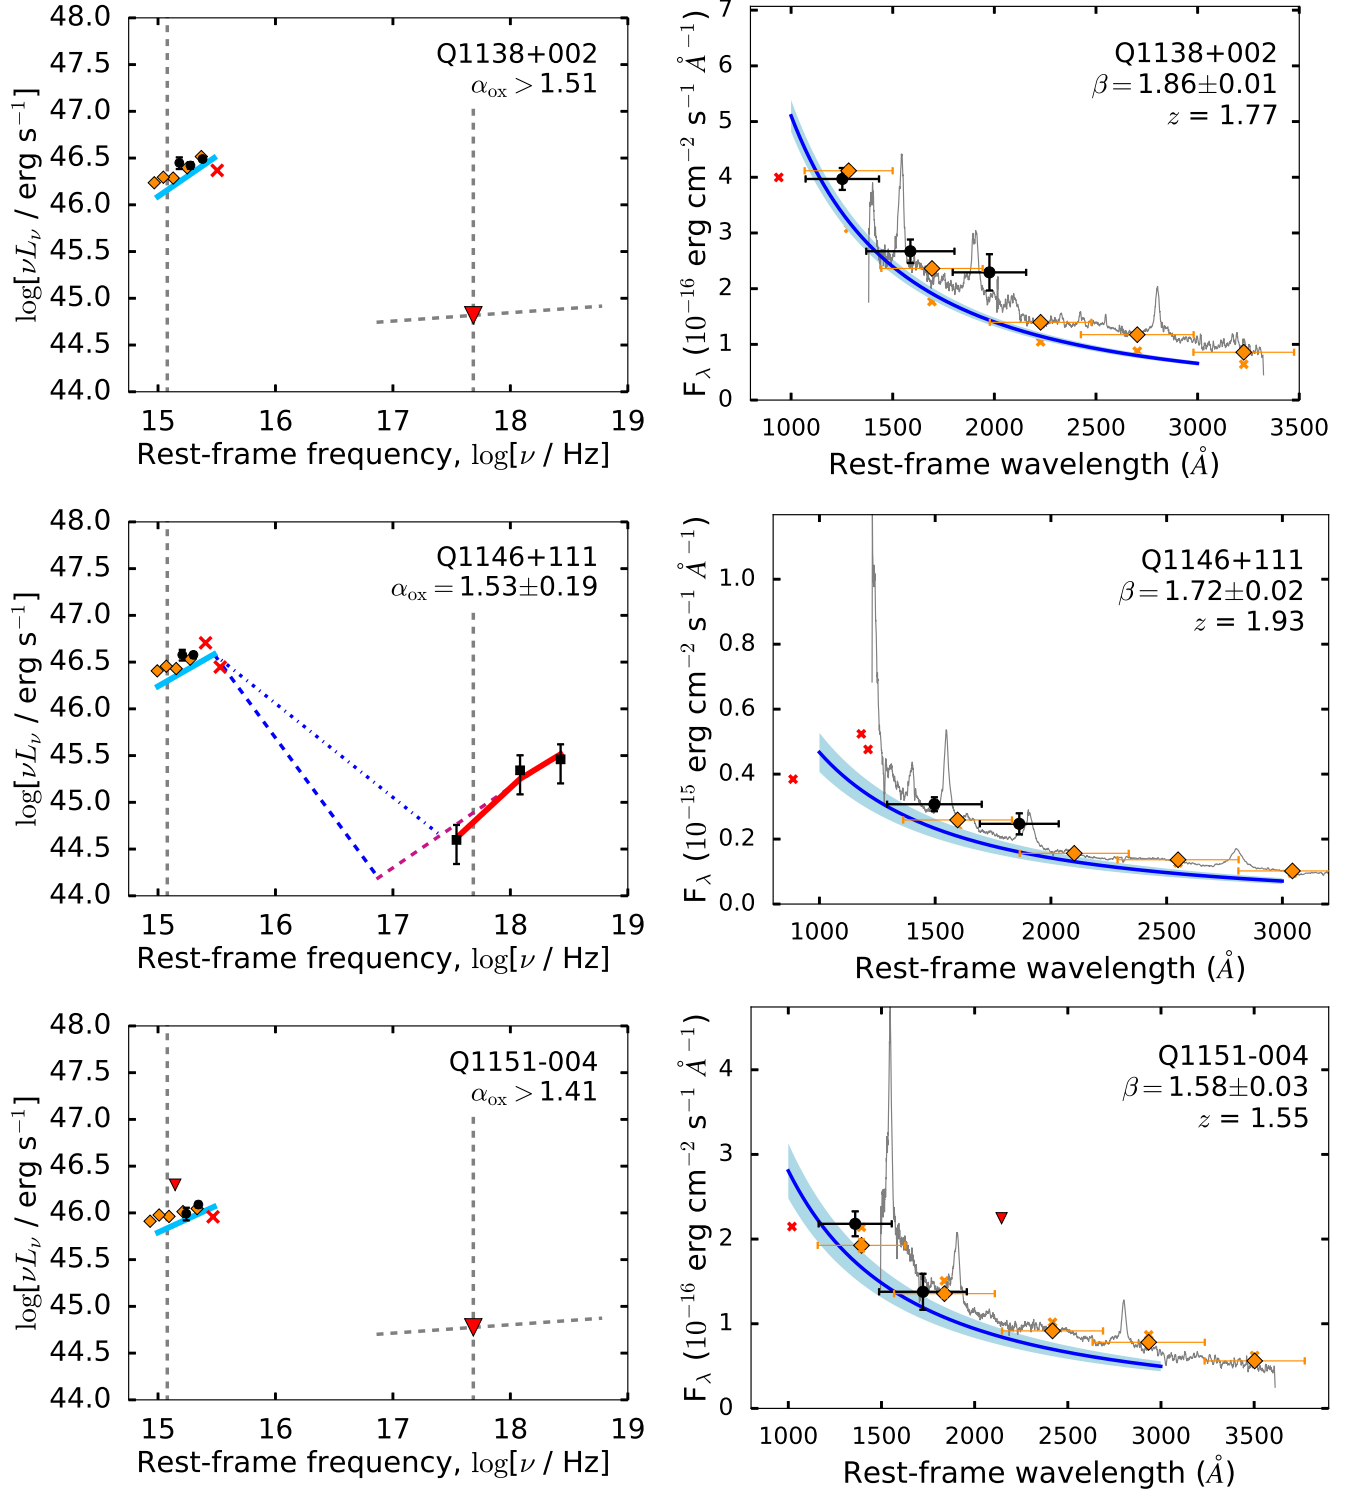 Q1138+002
α_ox > 1.51
48.0
47.5
47.0
46.5
46.0
45.5
45.0
44.5
44.0
log[νL_ν / erg s⁻¹]
15 16 17 18 19
Rest-frame frequency, log[ν / Hz]
Q1138+002
β = 1.86±0.01
z = 1.77
7
6
5
4
3
2
1
0
F_λ (10⁻¹⁶ erg cm⁻² s⁻¹ Å⁻¹)
1000 1500 2000 2500 3000 3500
Rest-frame wavelength (Å)
Q1146+111
α_ox = 1.53±0.19
48.0
47.5
47.0
46.5
46.0
45.5
45.0
44.5
44.0
log[νL_ν / erg s⁻¹]
15 16 17 18 19
Rest-frame frequency, log[ν / Hz]
Q1146+111
β = 1.72±0.02
z = 1.93
1.0
0.8
0.6
0.4
0.2
0.0
F_λ (10⁻¹⁵ erg cm⁻² s⁻¹ Å⁻¹)
1000 1500 2000 2500 3000
Rest-frame wavelength (Å)
Q1151-004
α_ox > 1.41
48.0
47.5
47.0
46.5
46.0
45.5
45.0
44.5
44.0
log[νL_ν / erg s⁻¹]
15 16 17 18 19
Rest-frame frequency, log[ν / Hz]
Q1151-004
β = 1.58±0.03
z = 1.55
4
3
2
1
0
F_λ (10⁻¹⁶ erg cm⁻² s⁻¹ Å⁻¹)
1000 1500 2000 2500 3000 3500
Rest-frame wavelength (Å)